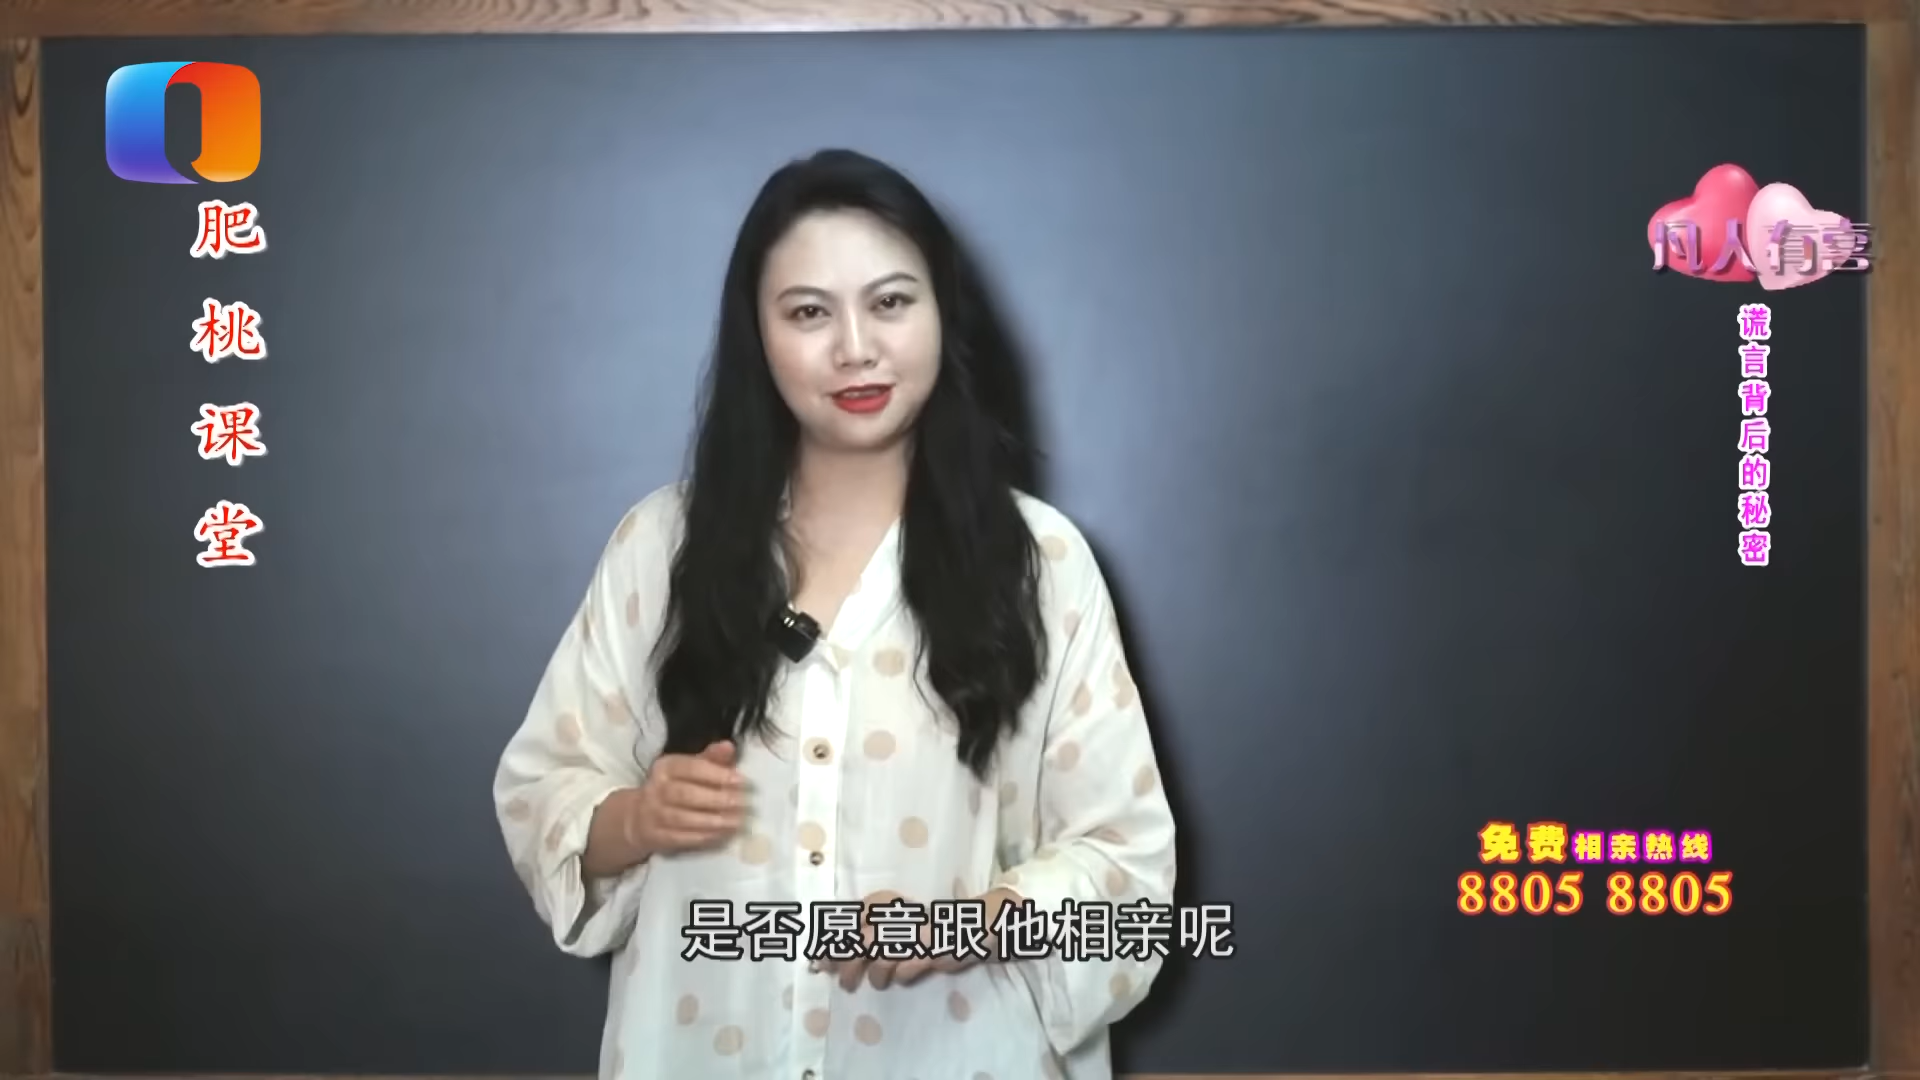 肥桃课堂
凡人有喜
谎言背后的秘密
免费相亲热线
8805 8805
是否愿意跟他相亲呢